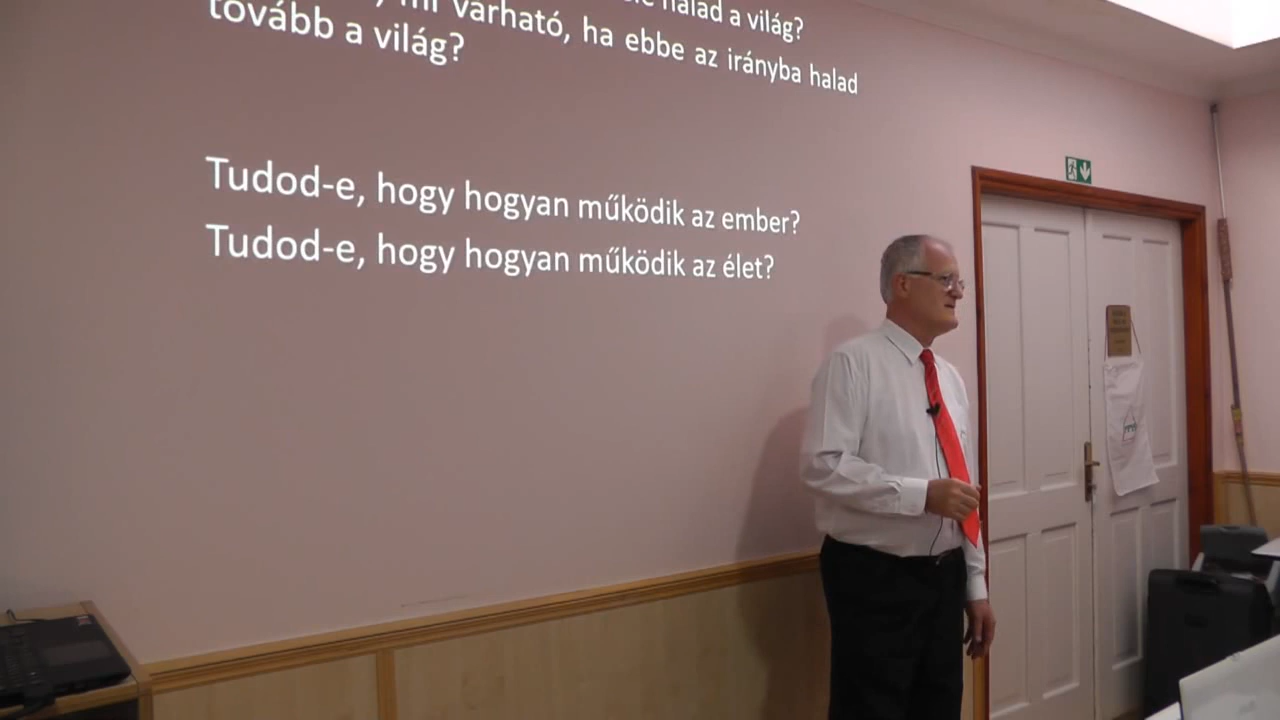 halad a világ?
mi várható, ha ebbe az irányba halad
tovább a világ?
Tudod-e, hogy hogyan működik az ember?
Tudod-e, hogy hogyan működik az élet?